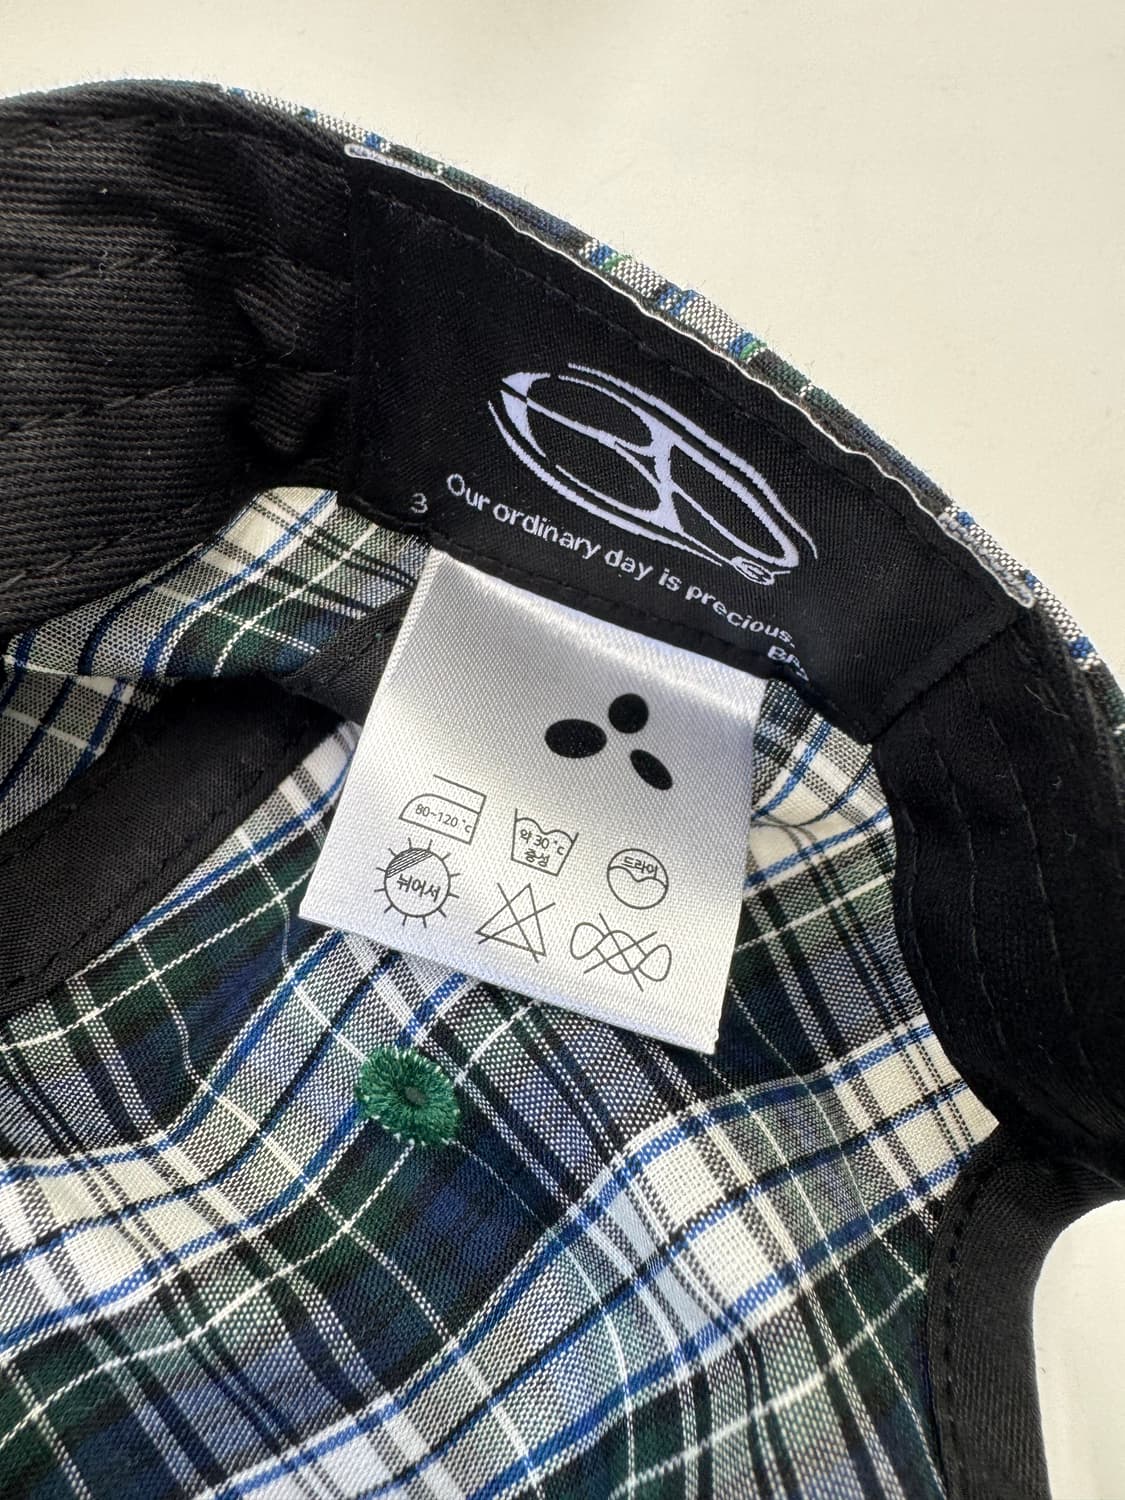 3
Our ordinary day is precious.
80~120℃
약 30℃
중성
드라이
뉘어서